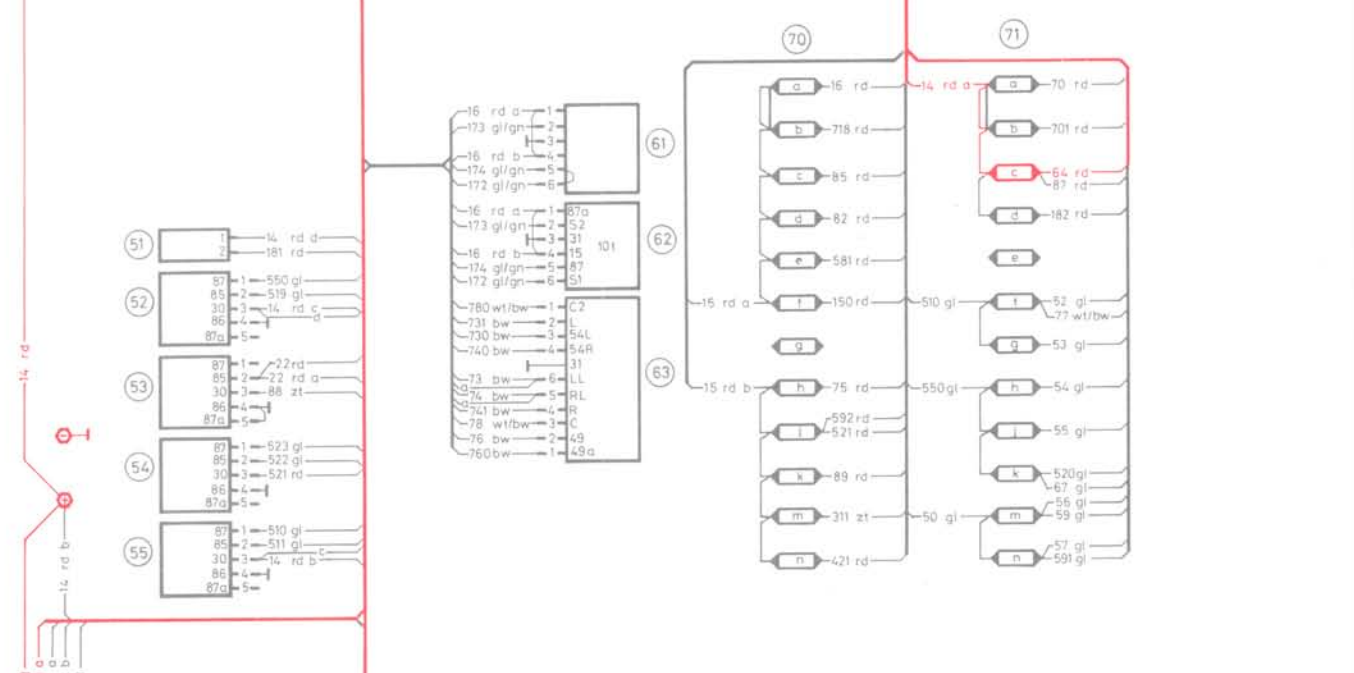 70
71
14 rd a
a 16 rd
b 718 rd
c 85 rd
d 82 rd
e 581 rd
15 rd a f 150 rd
g
15 rd b h 75 rd
592 rd
j 521 rd
k 89 rd
m 311 zt
n 421 rd
a 70 rd
b 701 rd
c 64 rd
87 rd
d 182 rd
e
510 gl f 52 gl
77 wt/bw
g 53 gl
550 gl h 54 gl
j 55 gl
k 520 gl
67 gl
56 gl
50 gl m 59 gl
57 gl
n 591 gl
61
16 rd a 1
173 gl/gn 2
3
16 rd b 4
174 gl/gn 5
172 gl/gn 6
62
16 rd a 1 87a
173 gl/gn 2 S2
3 31
10t
16 rd b 4 15
174 gl/gn 5 87
172 gl/gn 6 S1
63
780 wt/bw 1 C2
731 bw 2 L
730 bw 3 54L
740 bw 4 54R
31
73 bw 6 LL
a
74 bw 5 RL
a
741 bw 4 R
78 wt/bw 3 C
76 bw 2 49
760 bw 1 49a
51
1 14 rd d
2 181 rd
52
87 1 550 gl
85 2 519 gl
30 3 14 rd c
d
86 4
87a 5
53
87 1 22 rd
85 2 22 rd a
30 3 88 zt
86 4
87a 5
54
87 1 523 gl
85 2 522 gl
30 3 521 rd
86 4
87a 5
55
87 1 510 gl
85 2 511 gl
c
30 3 14 rd b
86 4
87a 5
14 rd
14 rd b
a
a
b